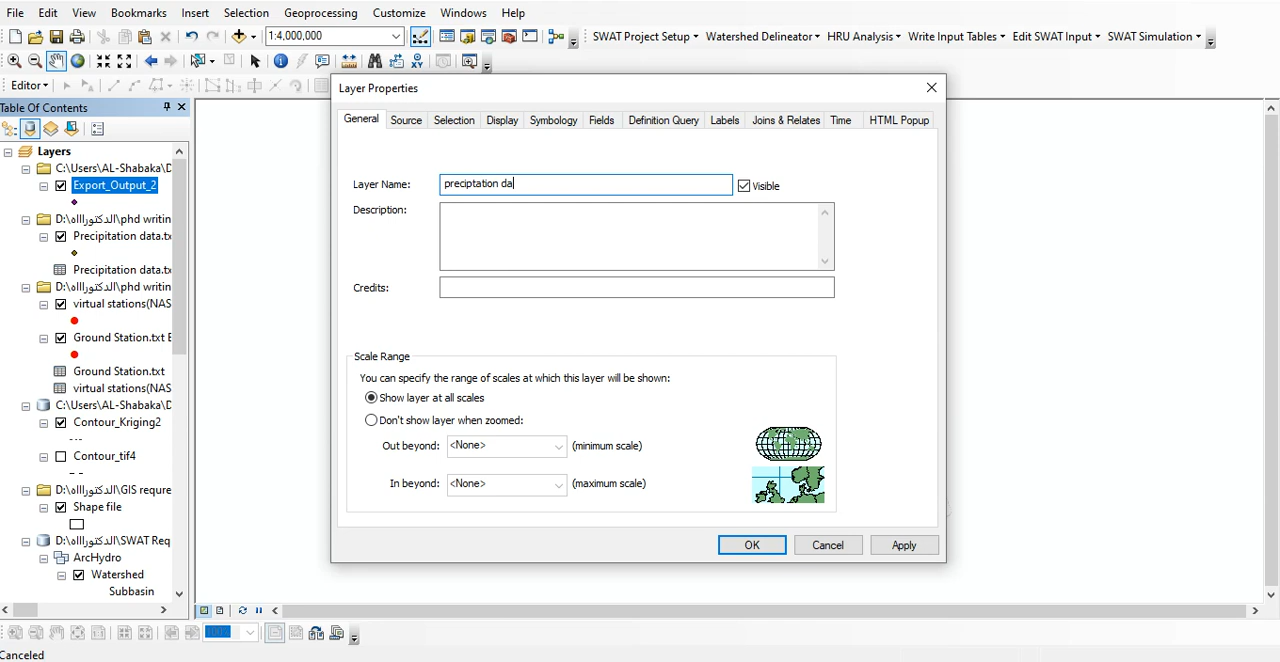 File Edit View Bookmarks Insert Selection Geoprocessing Customize Windows Help
1:4,000,000 SWAT Project Setup Watershed Delineator HRU Analysis Write Input Tables Edit SWAT Input SWAT Simulation
Editor
Table Of Contents
Layers
C:\Users\AL-Shabaka\D
Export_Output_2
D:\الدكتوراااه\phd writin
Precipitation data.tx
Precipitation data.tx
D:\الدكتوراااه\phd writin
virtual stations(NAS
Ground Station.txt E
Ground Station.txt
virtual stations(NAS
C:\Users\AL-Shabaka\D
Contour_Kriging2
Contour_tif4
D:\الدكتوراااه\GIS requre
Shape file
D:\الدكتوراااه\SWAT Req
ArcHydro
Watershed
Subbasin
Layer Properties
General Source Selection Display Symbology Fields Definition Query Labels Joins & Relates Time HTML Popup
Layer Name: preciptation da Visible
Description:
Credits:
Scale Range
You can specify the range of scales at which this layer will be shown:
Show layer at all scales
Don't show layer when zoomed:
Out beyond: <None> (minimum scale)
In beyond: <None> (maximum scale)
OK Cancel Apply
Canceled